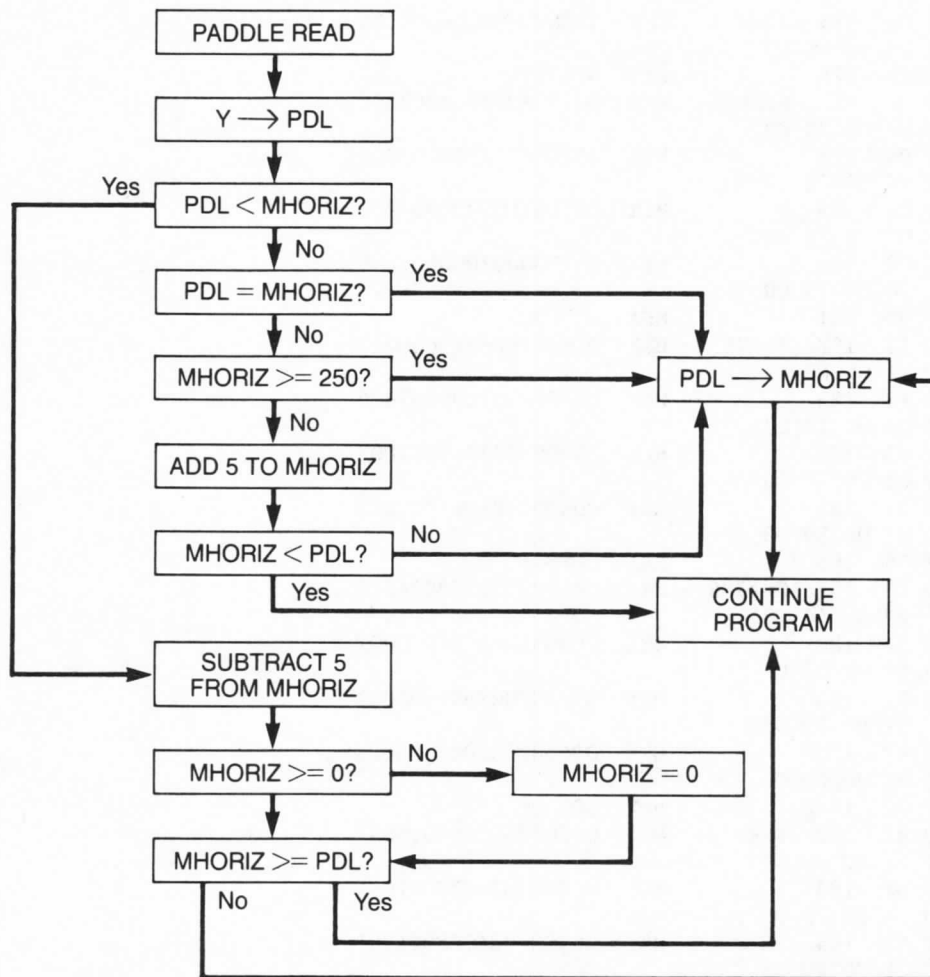 PADDLE READ
Y → PDL
Yes
PDL < MHORIZ?
No
PDL = MHORIZ?
Yes
No
MHORIZ >= 250?
Yes
PDL → MHORIZ
No
ADD 5 TO MHORIZ
MHORIZ < PDL?
No
Yes
CONTINUE
PROGRAM
SUBTRACT 5
FROM MHORIZ
MHORIZ >= 0?
No
MHORIZ = 0
MHORIZ >= PDL?
No
Yes